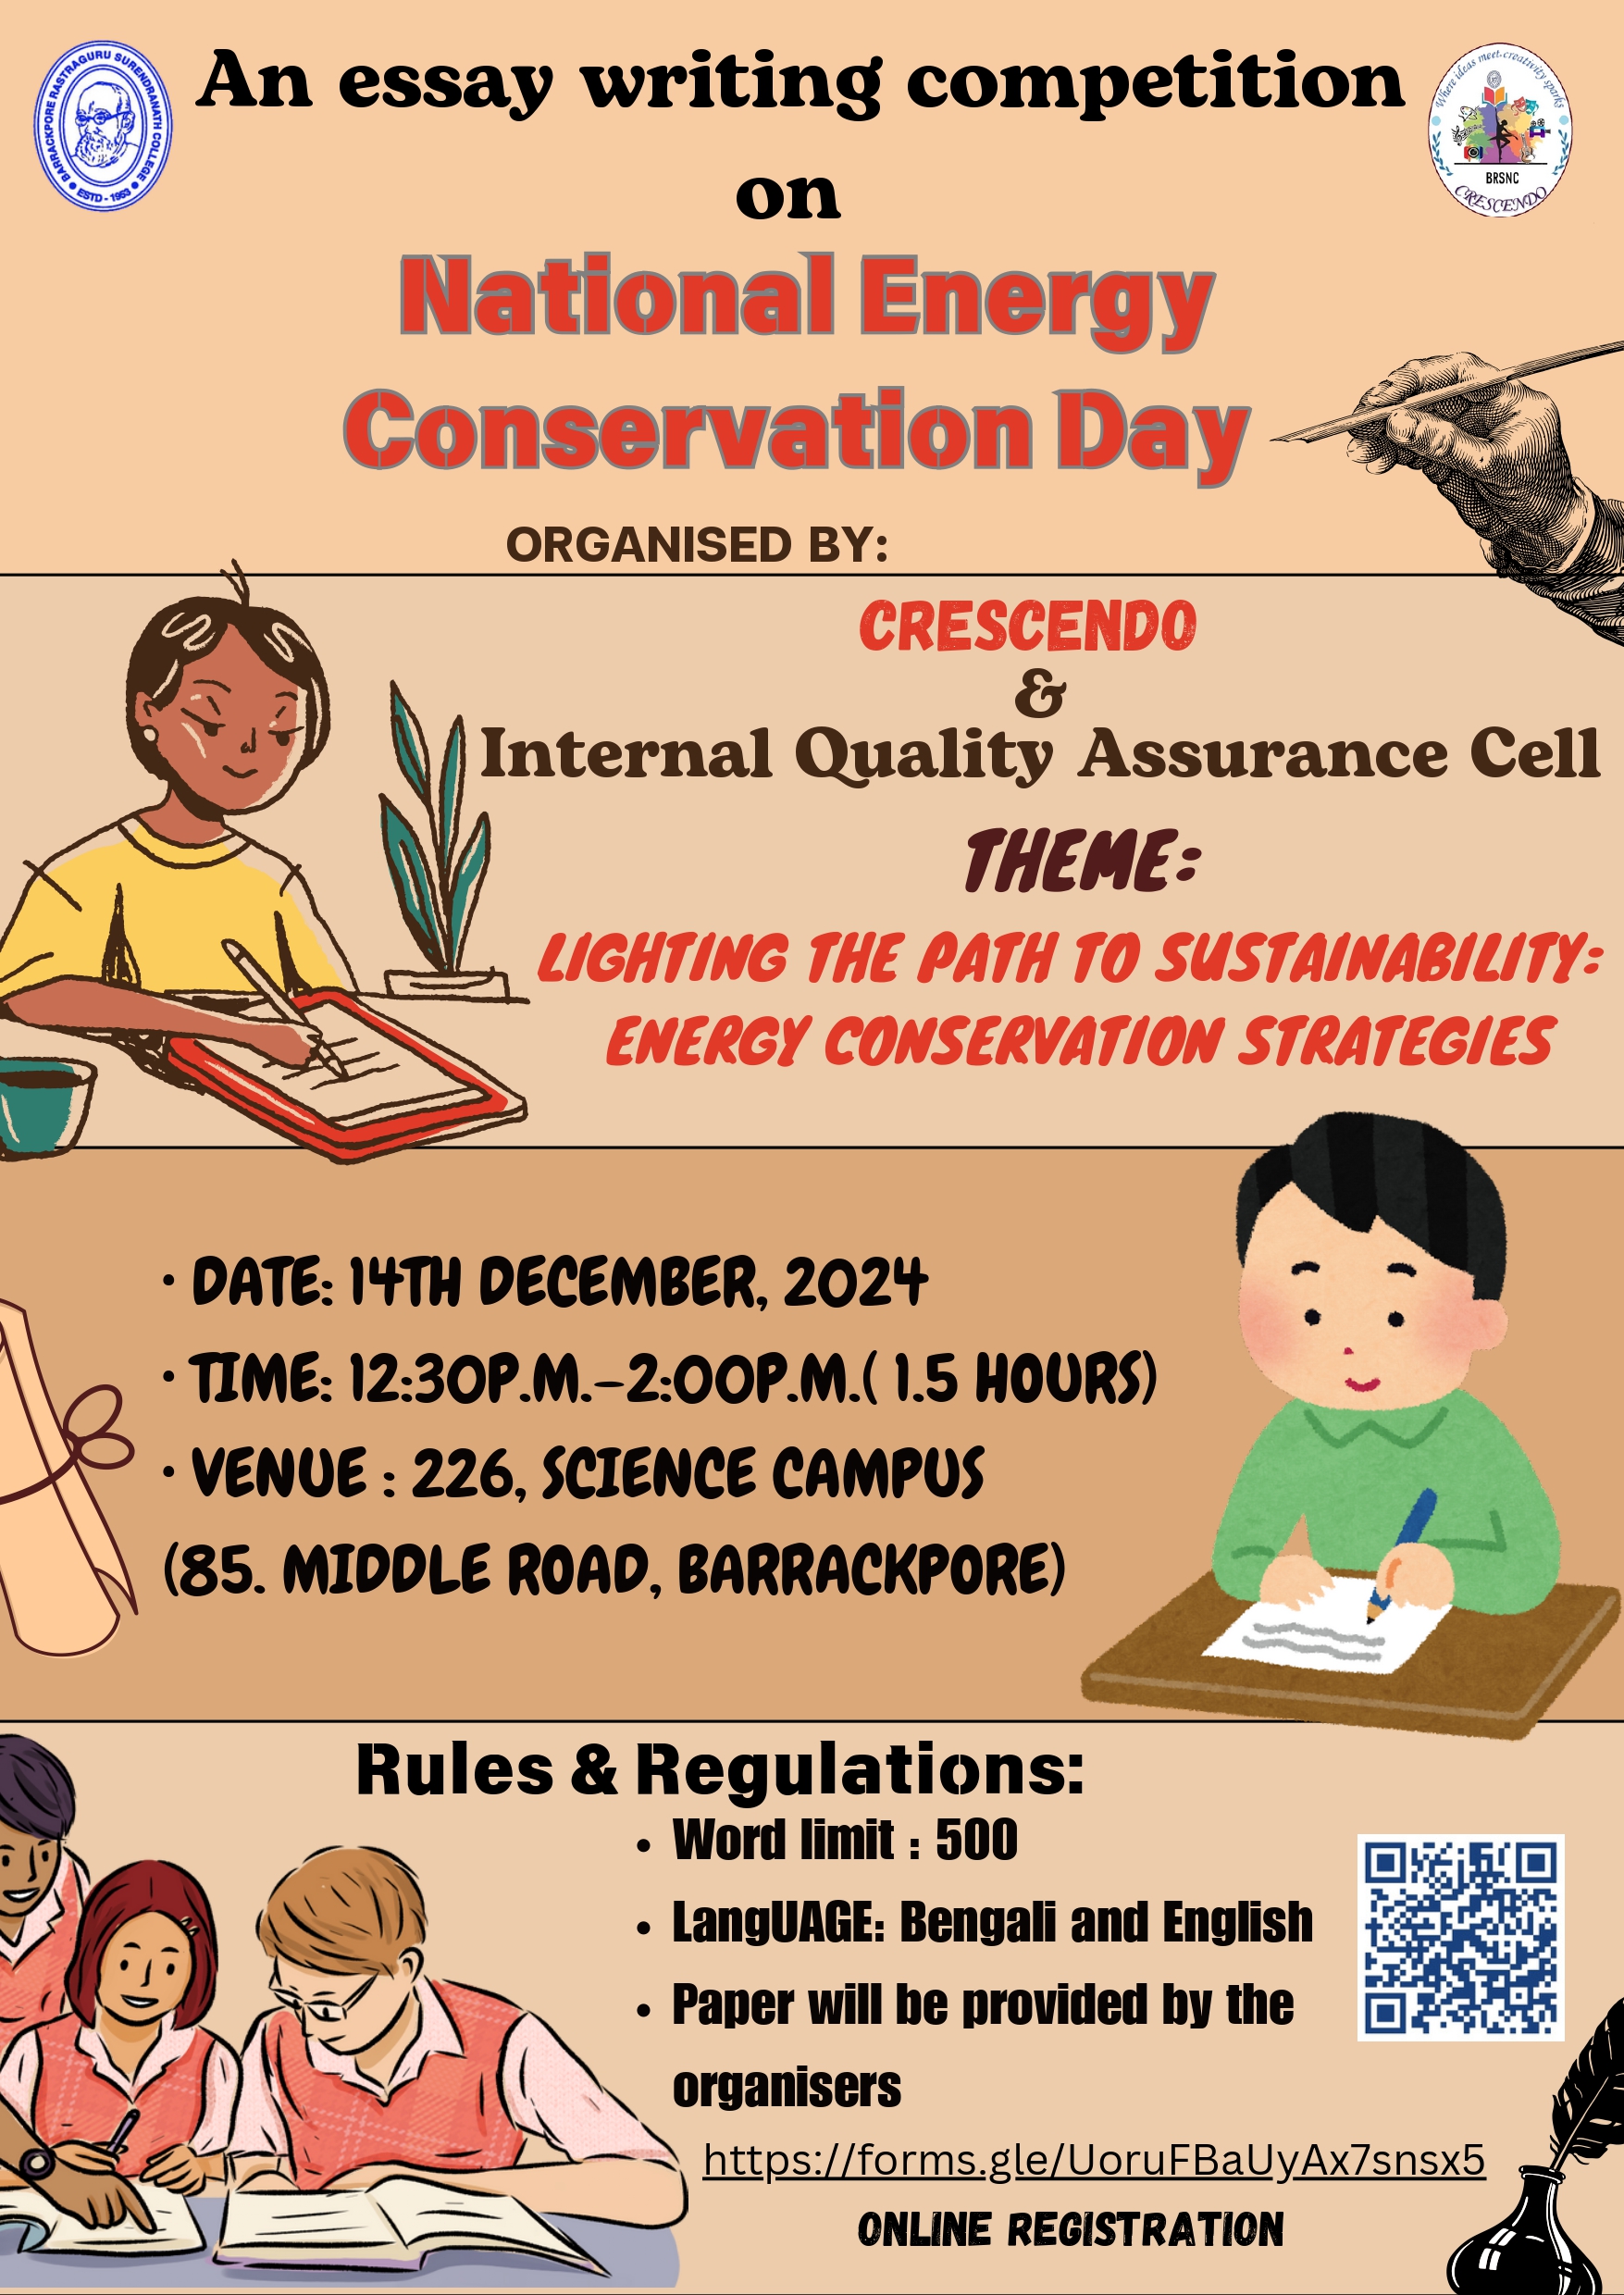 BARRACKPORE RASTRAGURU SURENDRANATH COLLEGE
ESTD - 1953
An essay writing competition
Where ideas meet,creativity sparks
BRSNC
CRESCENDO
on
National Energy
Conservation Day
ORGANISED BY:
CRESCENDO
&
Internal Quality Assurance Cell
THEME:
LIGHTING THE PATH TO SUSTAINABILITY:
ENERGY CONSERVATION STRATEGIES
· DATE: 14TH DECEMBER, 2024
· TIME: 12:30P.M.-2:00P.M.( 1.5 HOURS)
· VENUE : 226, SCIENCE CAMPUS
(85. MIDDLE ROAD, BARRACKPORE)
Rules & Regulations:
• Word limit : 500
• LangUAGE: Bengali and English
• Paper will be provided by the
organisers
https://forms.gle/UoruFBaUyAx7snsx5
ONLINE REGISTRATION